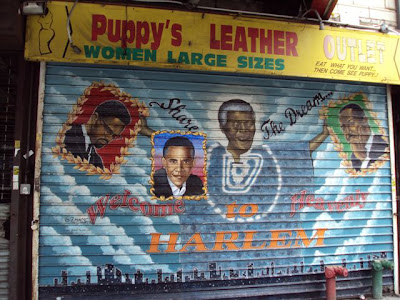 Puppy's LEATHER OUTLET
WOMEN LARGE SIZES
EAT WHAT YOU WANT...
THEN COME SEE PUPPY!
Share The Dream...
Welcome Heavenly
to
HARLEM